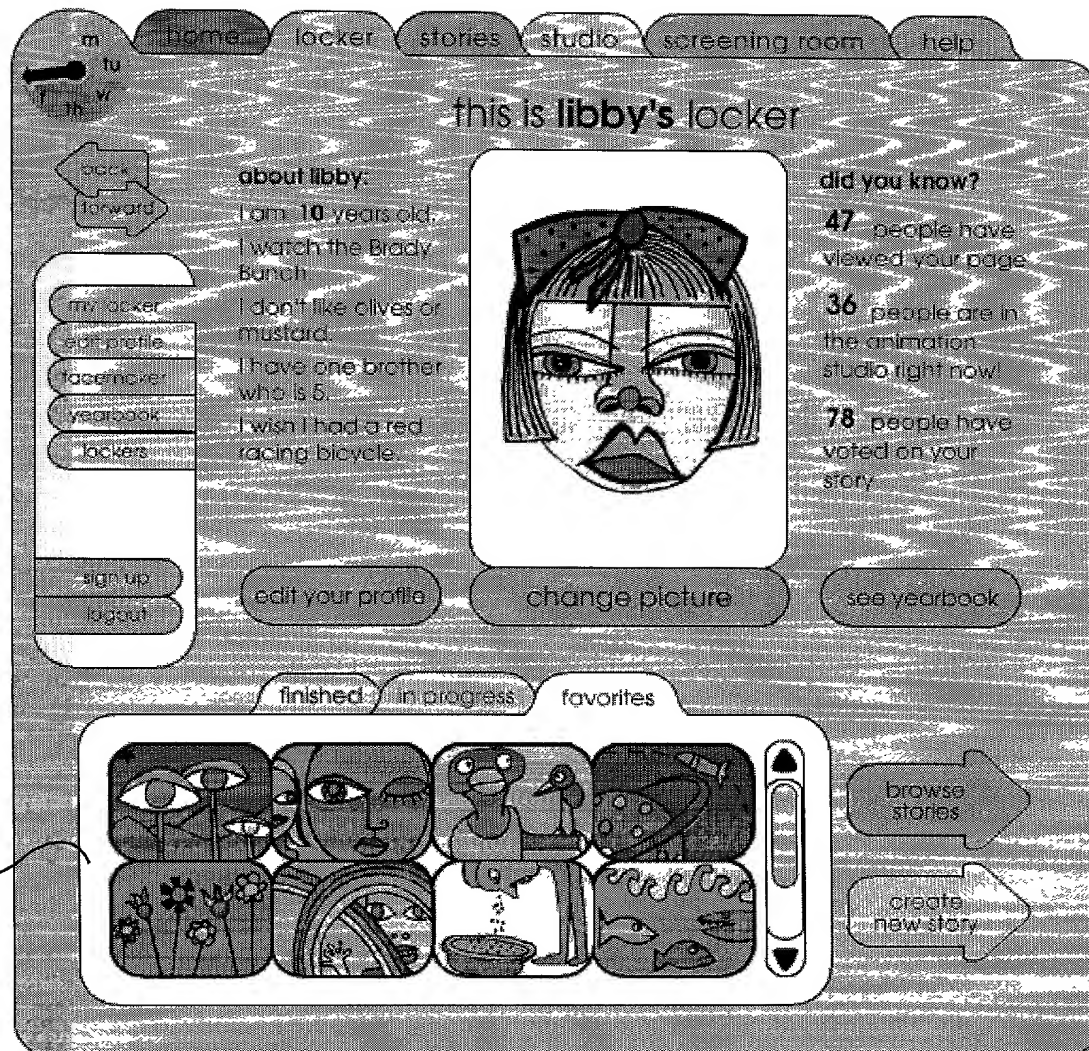 home locker stories studio screening room help
m
tu
w
th
f
this is libby's locker
back
forward
my locker
edit profile
facemaker
yearbook
lockers
sign up
logout
about libby:
I am 10 years old.
I watch the Brady
Bunch
I don't like olives or
mustard.
I have one brother
who is 5.
I wish I had a red
racing bicycle.
did you know?
47 people have
viewed your page
36 people are in
the animation
studio right now!
78 people have
voted on your
story
edit your profile
change picture
see yearbook
finished in progress favorites
browse
stories
create
new story